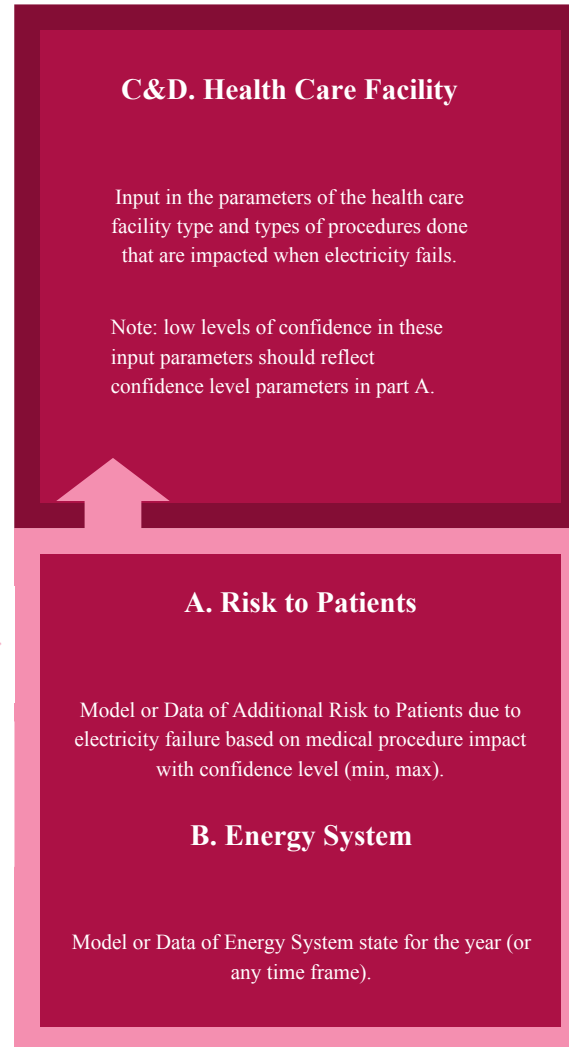 C&D. Health Care Facility
Input in the parameters of the health care
facility type and types of procedures done
that are impacted when electricity fails.
Note: low levels of confidence in these
input parameters should reflect
confidence level parameters in part A.
A. Risk to Patients
Model or Data of Additional Risk to Patients due to
electricity failure based on medical procedure impact
with confidence level (min, max).
B. Energy System
Model or Data of Energy System state for the year (or
any time frame).